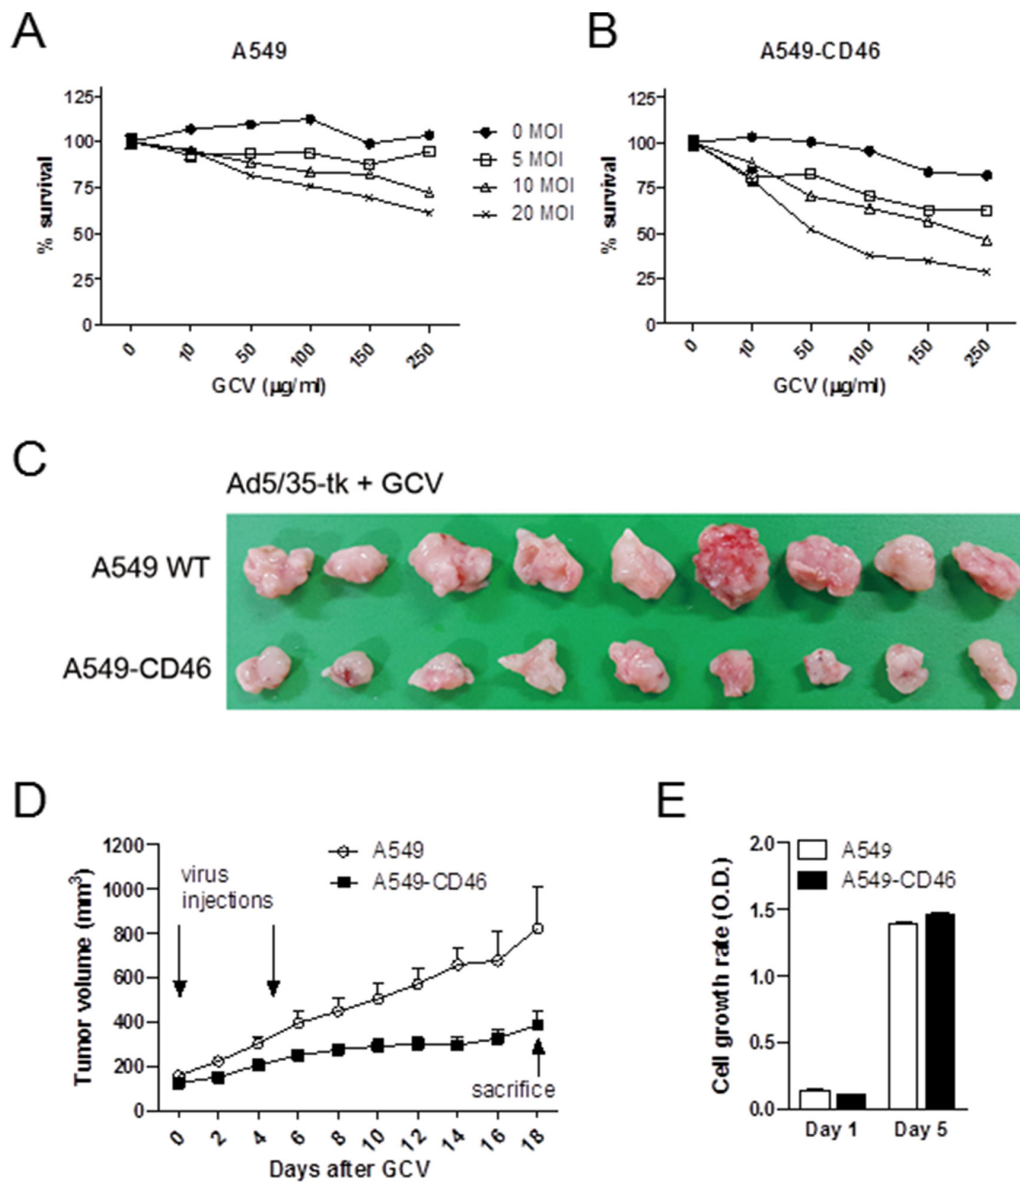 A
A549
125
100
75
50
25
0
% survival
0
10
50
100
150
250
GCV (µg/ml)
0 MOI
5 MOI
10 MOI
20 MOI
B
A549-CD46
125
100
75
50
25
0
% survival
0
10
50
100
150
250
GCV (µg/ml)
C
Ad5/35-tk + GCV
A549 WT
A549-CD46
D
1200
1000
800
600
400
200
0
Tumor volume (mm³)
virus
injections
A549
A549-CD46
sacrifice
0
2
4
6
8
10
12
14
16
18
Days after GCV
E
2.0
1.5
1.0
0.5
0.0
Cell growth rate (O.D.)
A549
A549-CD46
Day 1
Day 5